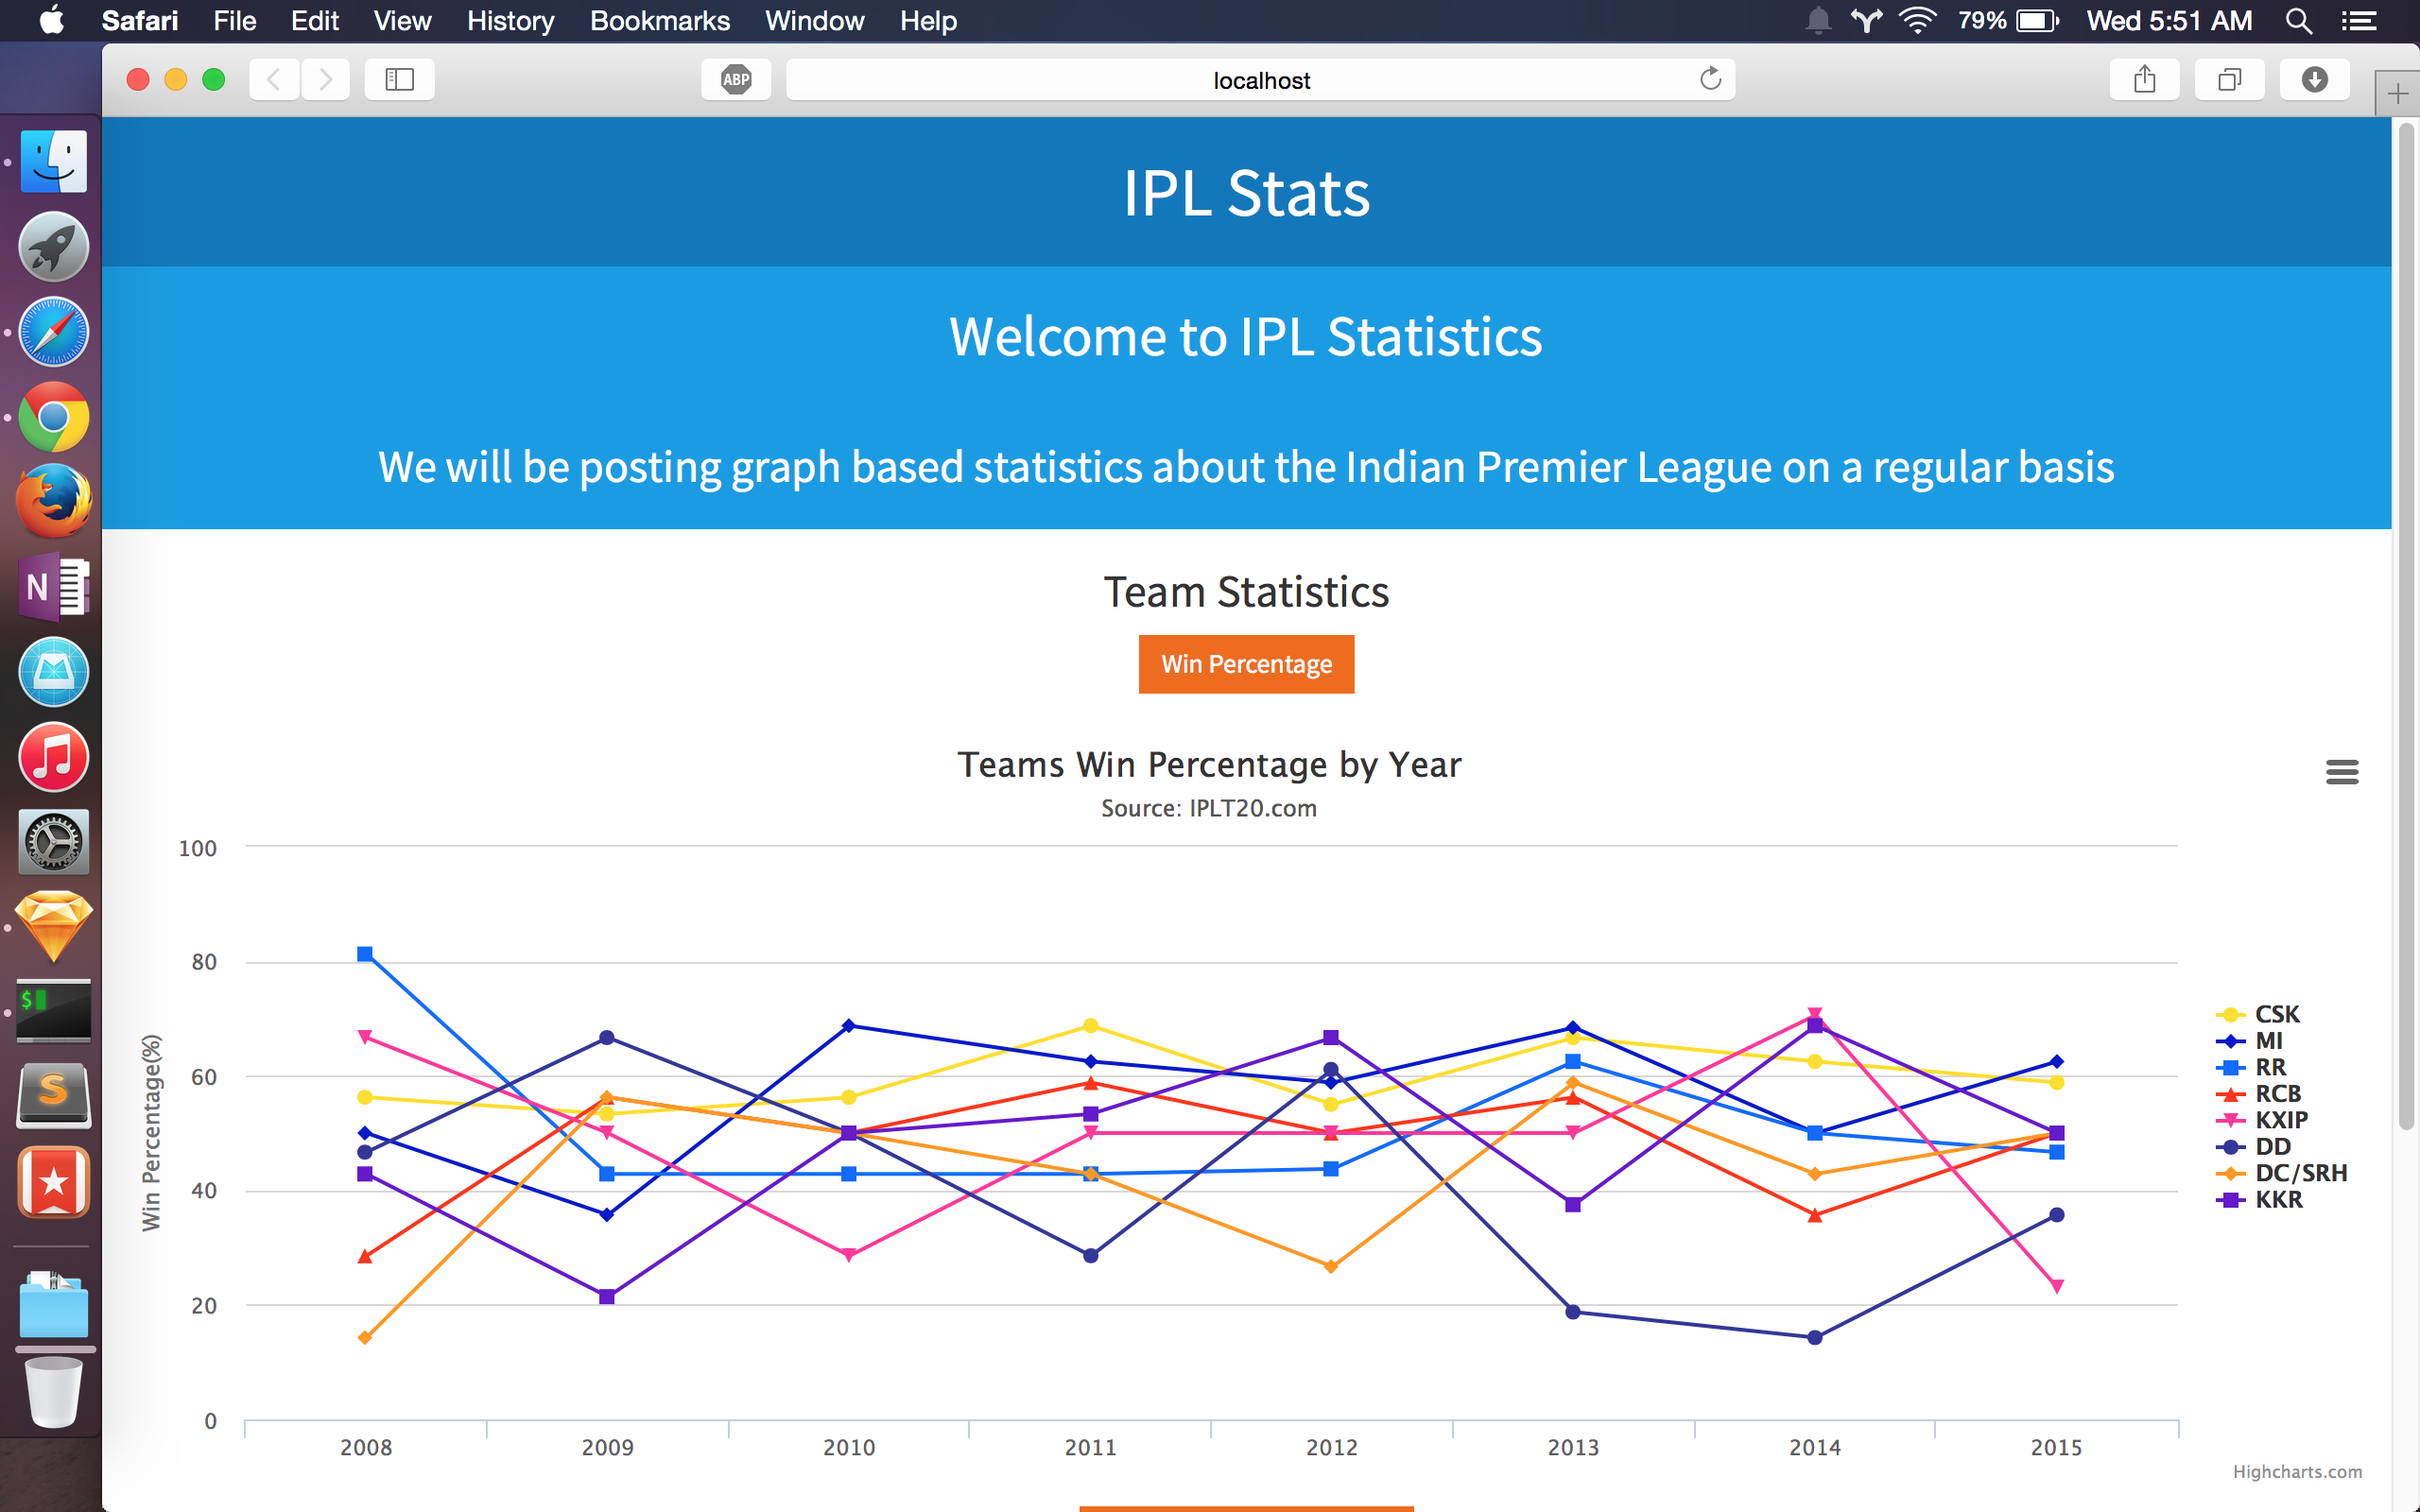 Safari File Edit View History Bookmarks Window Help 79% Wed 5:51 AM
ABP localhost
IPL Stats
Welcome to IPL Statistics
We will be posting graph based statistics about the Indian Premier League on a regular basis
N
Team Statistics
Win Percentage
Teams Win Percentage by Year
Source: IPLT20.com
Win Percentage(%)
100
80
60
40
20
0
$
S
CSK
MI
RR
RCB
KXIP
DD
DC/SRH
KKR
2008 2009 2010 2011 2012 2013 2014 2015
Highcharts.com